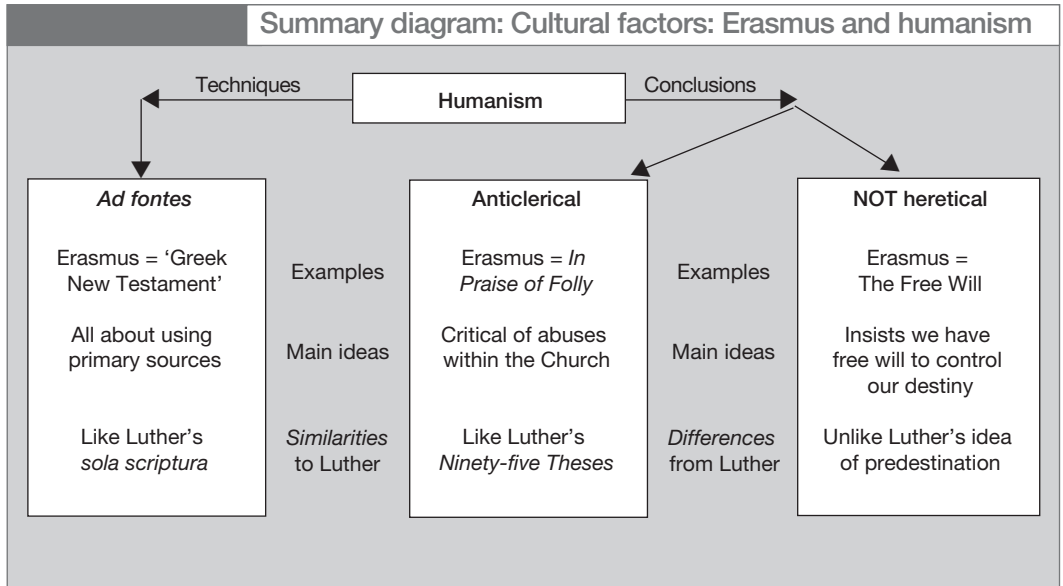 Summary diagram: Cultural factors: Erasmus and humanism
Techniques
Humanism
Conclusions
Ad fontes
Erasmus = ‘Greek
New Testament’
All about using
primary sources
Like Luther’s
sola scriptura
Examples
Main ideas
Similarities
to Luther
Anticlerical
Erasmus = In
Praise of Folly
Critical of abuses
within the Church
Like Luther’s
Ninety-five Theses
Examples
Main ideas
Differences
from Luther
NOT heretical
Erasmus =
The Free Will
Insists we have
free will to control
our destiny
Unlike Luther’s idea
of predestination